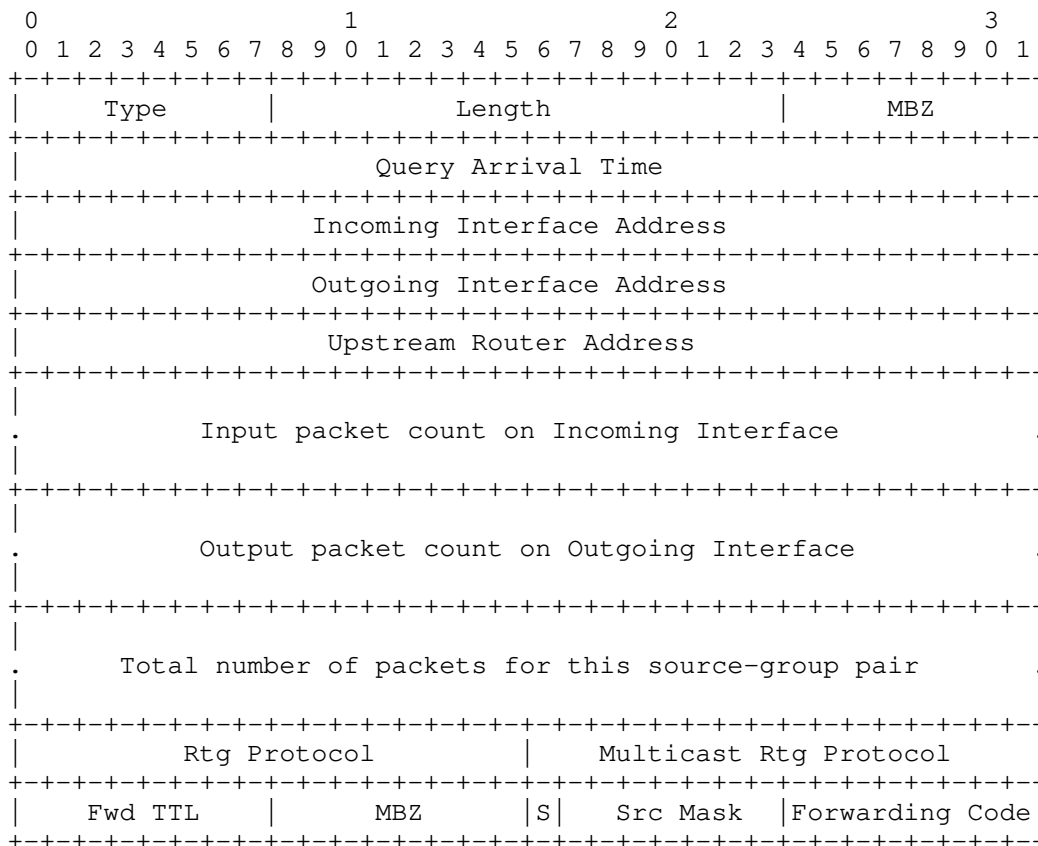 0                   1                   2                   3
 0 1 2 3 4 5 6 7 8 9 0 1 2 3 4 5 6 7 8 9 0 1 2 3 4 5 6 7 8 9 0 1
+-+-+-+-+-+-+-+-+-+-+-+-+-+-+-+-+-+-+-+-+-+-+-+-+-+-+-+-+-+-+-+--
|     Type      |           Length              |      MBZ
+-+-+-+-+-+-+-+-+-+-+-+-+-+-+-+-+-+-+-+-+-+-+-+-+-+-+-+-+-+-+-+--
|                      Query Arrival Time
+-+-+-+-+-+-+-+-+-+-+-+-+-+-+-+-+-+-+-+-+-+-+-+-+-+-+-+-+-+-+-+--
|                  Incoming Interface Address
+-+-+-+-+-+-+-+-+-+-+-+-+-+-+-+-+-+-+-+-+-+-+-+-+-+-+-+-+-+-+-+--
|                  Outgoing Interface Address
+-+-+-+-+-+-+-+-+-+-+-+-+-+-+-+-+-+-+-+-+-+-+-+-+-+-+-+-+-+-+-+--
|                   Upstream Router Address
+-+-+-+-+-+-+-+-+-+-+-+-+-+-+-+-+-+-+-+-+-+-+-+-+-+-+-+-+-+-+-+--
|
.           Input packet count on Incoming Interface            .
|
+-+-+-+-+-+-+-+-+-+-+-+-+-+-+-+-+-+-+-+-+-+-+-+-+-+-+-+-+-+-+-+--
|
.           Output packet count on Outgoing Interface           .
|
+-+-+-+-+-+-+-+-+-+-+-+-+-+-+-+-+-+-+-+-+-+-+-+-+-+-+-+-+-+-+-+--
|
.      Total number of packets for this source-group pair       .
|
+-+-+-+-+-+-+-+-+-+-+-+-+-+-+-+-+-+-+-+-+-+-+-+-+-+-+-+-+-+-+-+--
|          Rtg Protocol         |    Multicast Rtg Protocol
+-+-+-+-+-+-+-+-+-+-+-+-+-+-+-+-+-+-+-+-+-+-+-+-+-+-+-+-+-+-+-+--
|    Fwd TTL    |      MBZ      |S|   Src Mask  |Forwarding Code
+-+-+-+-+-+-+-+-+-+-+-+-+-+-+-+-+-+-+-+-+-+-+-+-+-+-+-+-+-+-+-+--